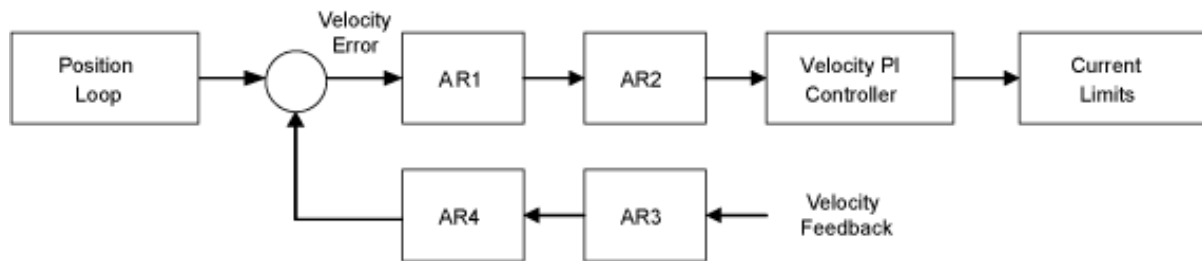 Velocity
Error
Position
Loop
AR1
AR2
Velocity PI
Controller
Current
Limits
AR4
AR3
Velocity
Feedback